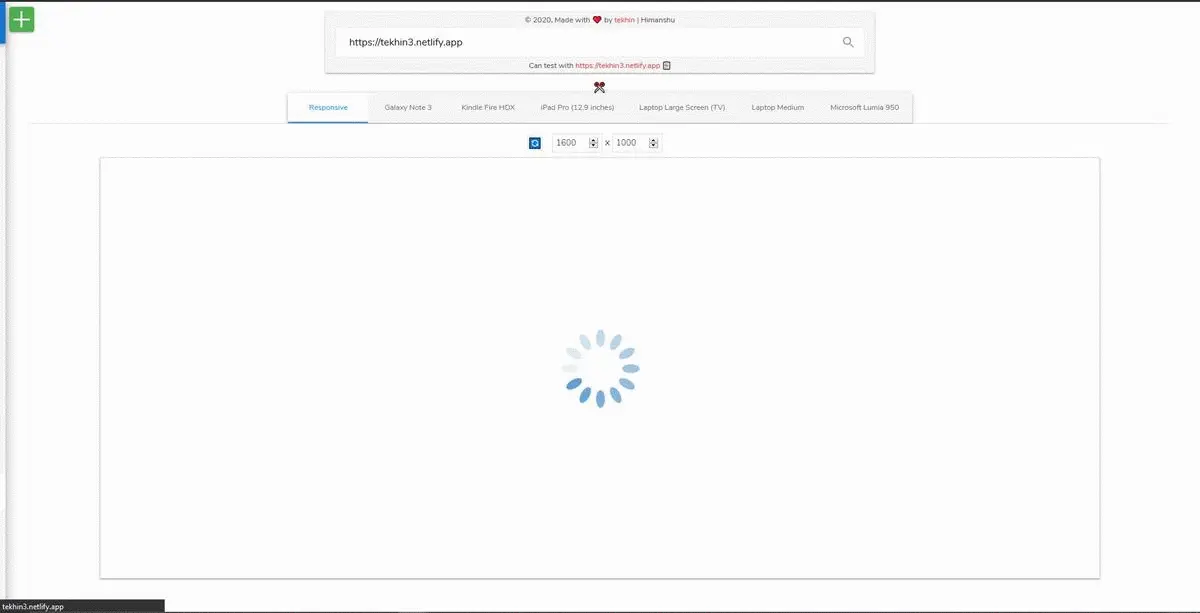 © 2020, Made with ❤ by tekhin | Himanshu
https://tekhin3.netlify.app
Can test with https://tekhin3.netlify.app
Responsive Galaxy Note 3 Kindle Fire HDX iPad Pro (12.9 inches) Laptop Large Screen (TV) Laptop Medium Microsoft Lumia 950
1600 x 1000
tekhin3.netlify.app